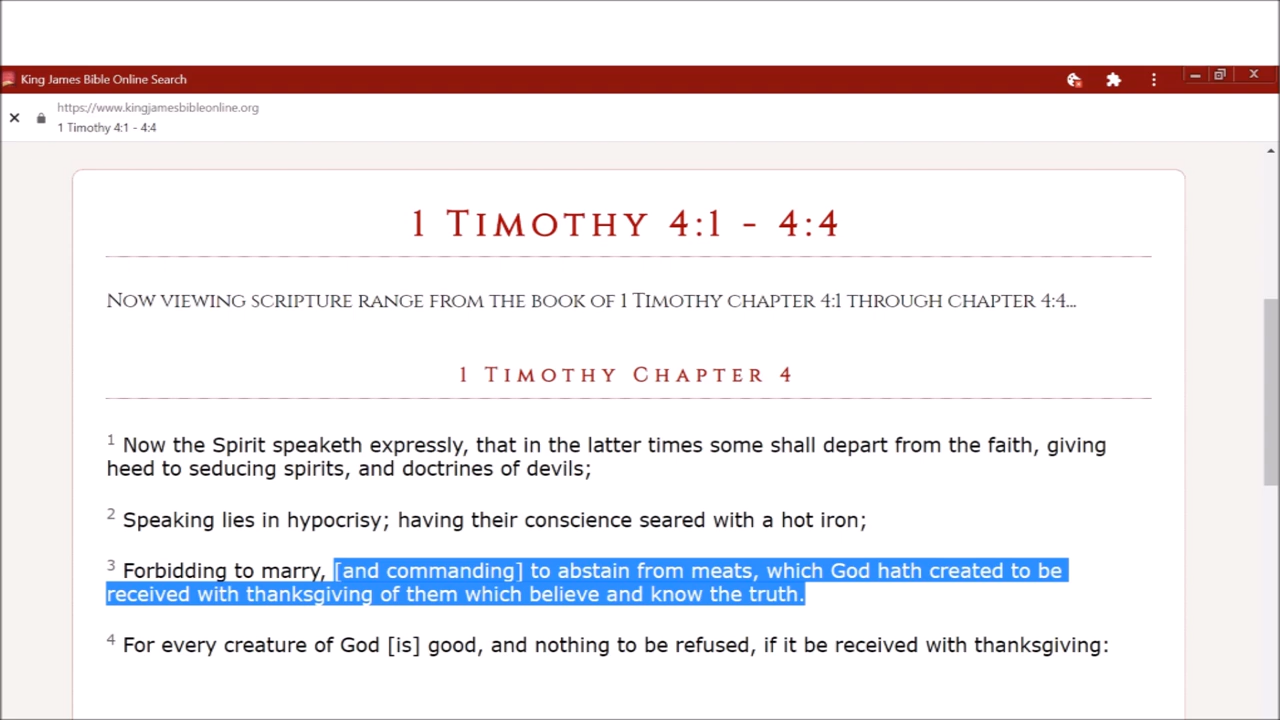 King James Bible Online Search
https://www.kingjamesbibleonline.org
1 Timothy 4:1 - 4:4
1 Timothy 4:1 - 4:4
Now viewing scripture range from the book of 1 Timothy chapter 4:1 through chapter 4:4...
1 Timothy Chapter 4
1 Now the Spirit speaketh expressly, that in the latter times some shall depart from the faith, giving
heed to seducing spirits, and doctrines of devils;
2 Speaking lies in hypocrisy; having their conscience seared with a hot iron;
3 Forbidding to marry, [and commanding] to abstain from meats, which God hath created to be
received with thanksgiving of them which believe and know the truth.
4 For every creature of God [is] good, and nothing to be refused, if it be received with thanksgiving: